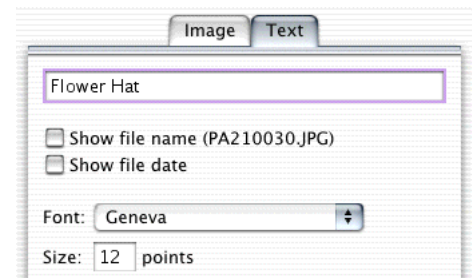 Image Text
Flower Hat
Show file name (PA210030.JPG)
Show file date
Font: Geneva
Size: 12 points